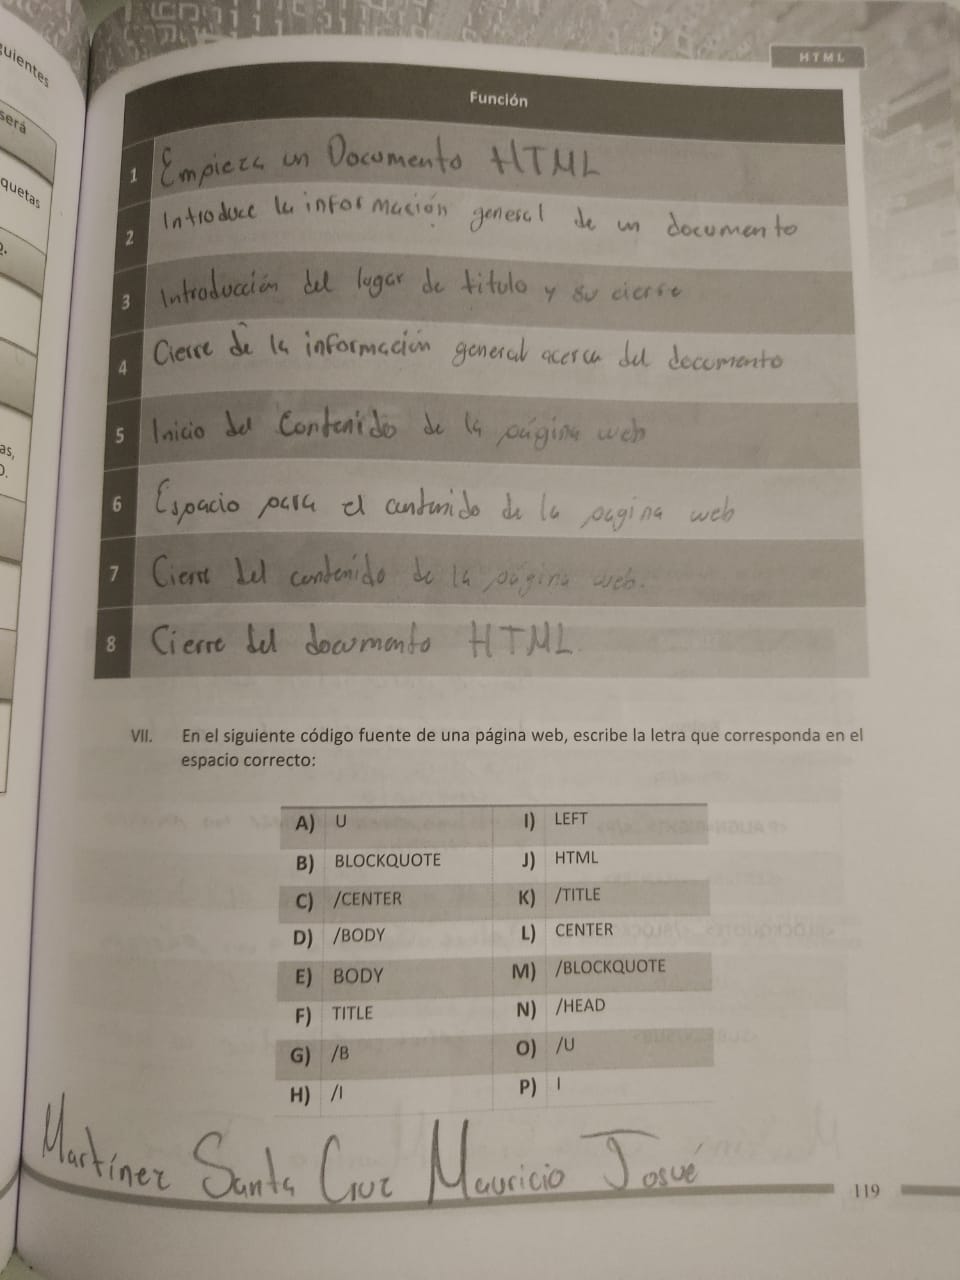 guientes
será
quetas
as,
HTML
Función
1 Empieza un Documento HTML
2 Introduce la información general de un documento
3 Introducción del lugar de titulo y su cierre
4 Cierre de la información general acerca del documento
5 Inicio del Contenido de la página web
6 Espacio para el contenido de la pagina web
7 Cierre del contenido de la página web.
8 Cierre del documento HTML.
VII. En el siguiente código fuente de una página web, escribe la letra que corresponda en el
espacio correcto:
A) U I) LEFT
B) BLOCKQUOTE J) HTML
C) /CENTER K) /TITLE
D) /BODY L) CENTER
E) BODY M) /BLOCKQUOTE
F) TITLE N) /HEAD
G) /B O) /U
H) /I P) I
Martínez Santa Cruz Mauricio Josué
119